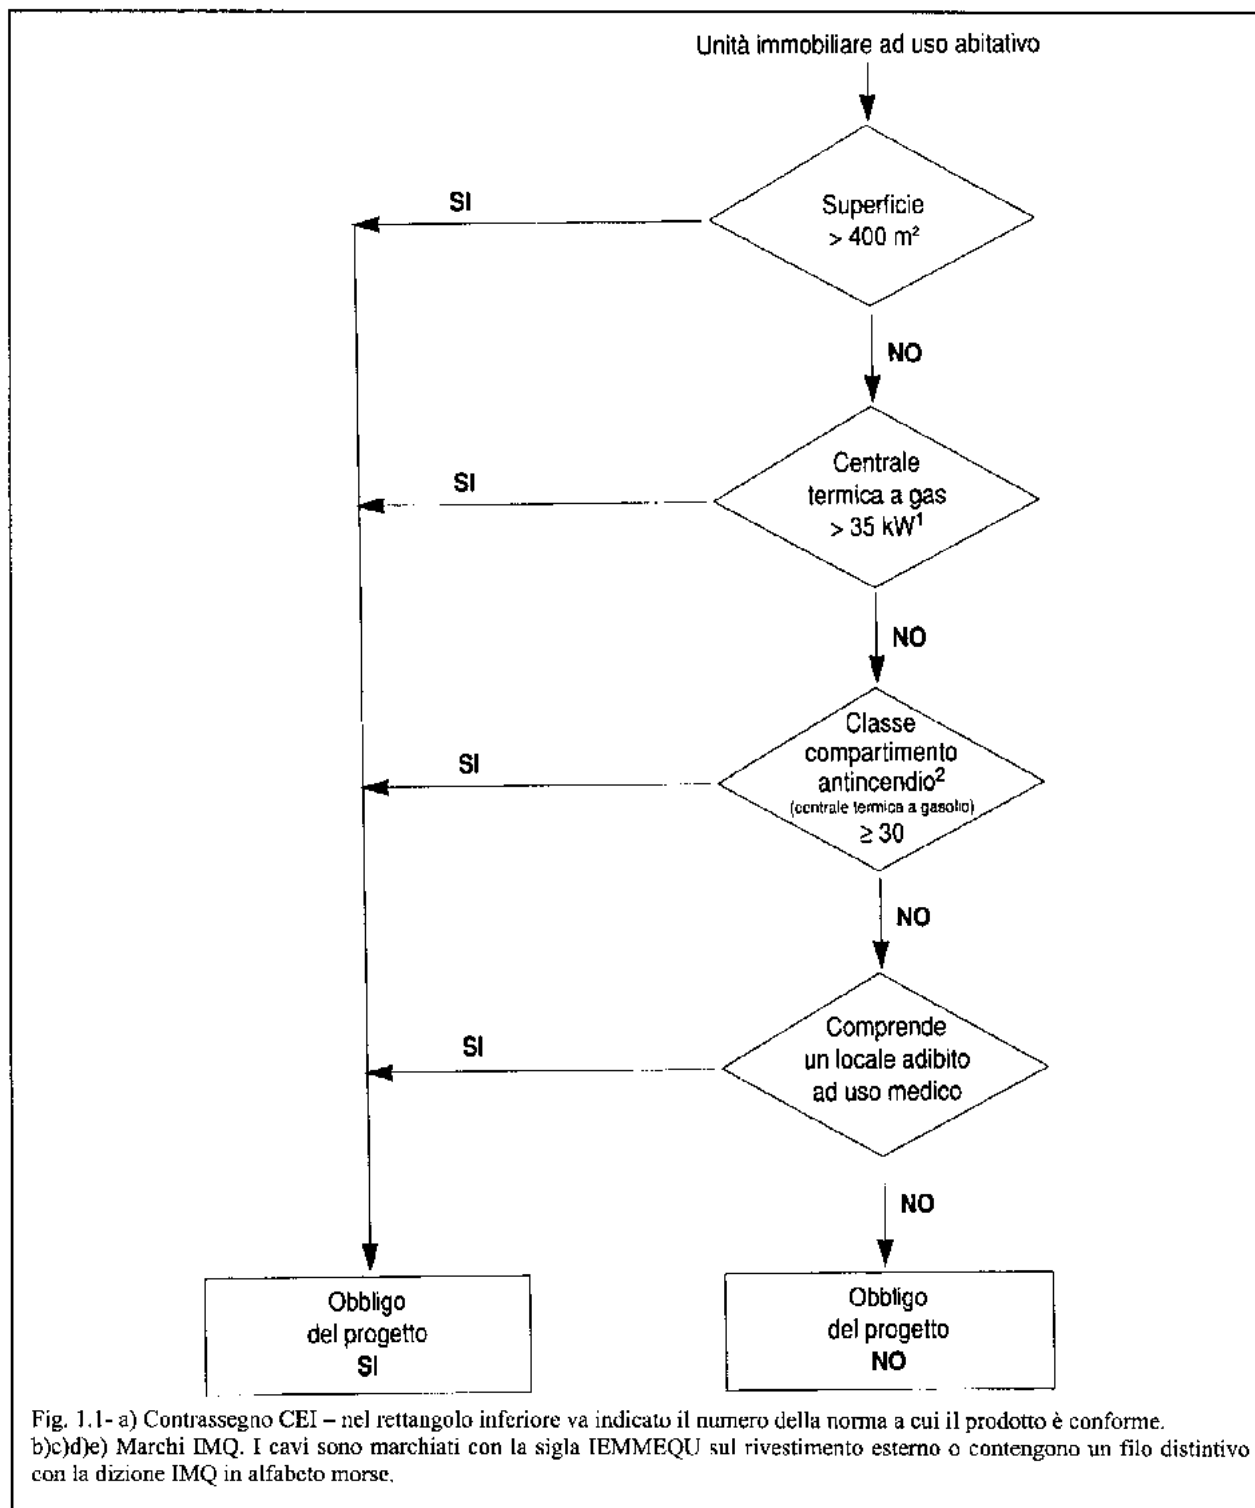 Unità immobiliare ad uso abitativo
SI
Superficie
> 400 m²
NO
SI
Centrale
termica a gas
> 35 kW¹
NO
SI
Classe
compartimento
antincendio²
(centrale termica a gasolio)
≥ 30
NO
SI
Comprende
un locale adibito
ad uso medico
NO
Obbligo
del progetto
SI
Obbligo
del progetto
NO
Fig. 1.1- a) Contrassegno CEI – nel rettangolo inferiore va indicato il numero della norma a cui il prodotto è conforme.
b)c)d)e) Marchi IMQ. I cavi sono marchiati con la sigla IEMMEQU sul rivestimento esterno o contengono un filo distintivo
con la dizione IMQ in alfabeto morse.